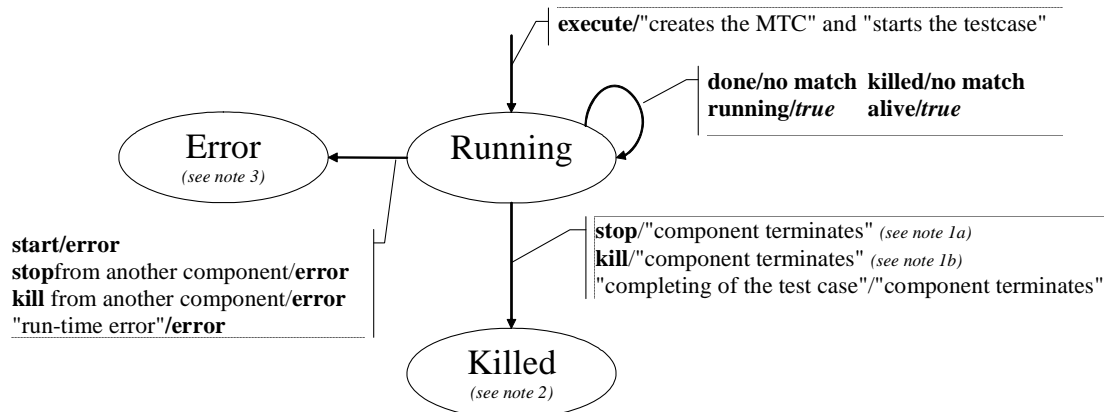 execute/"creates the MTC" and "starts the testcase"
done/no match killed/no match
running/true alive/true
Error
(see note 3)
Running
start/error
stopfrom another component/error
kill from another component/error
"run-time error"/error
stop/"component terminates" (see note 1a)
kill/"component terminates" (see note 1b)
"completing of the test case"/"component terminates"
Killed
(see note 2)